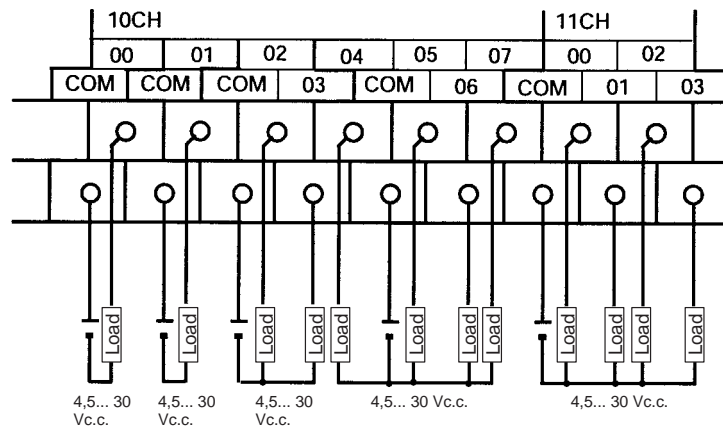 10CH 11CH
00 01 02 04 05 07 00 02
COM COM COM 03 COM 06 COM 01 03
Load Load Load Load Load Load Load Load Load Load Load Load
4,5... 30 4,5... 30 4,5... 30 4,5... 30 Vc.c. 4,5... 30 Vc.c.
Vc.c. Vc.c. Vc.c.